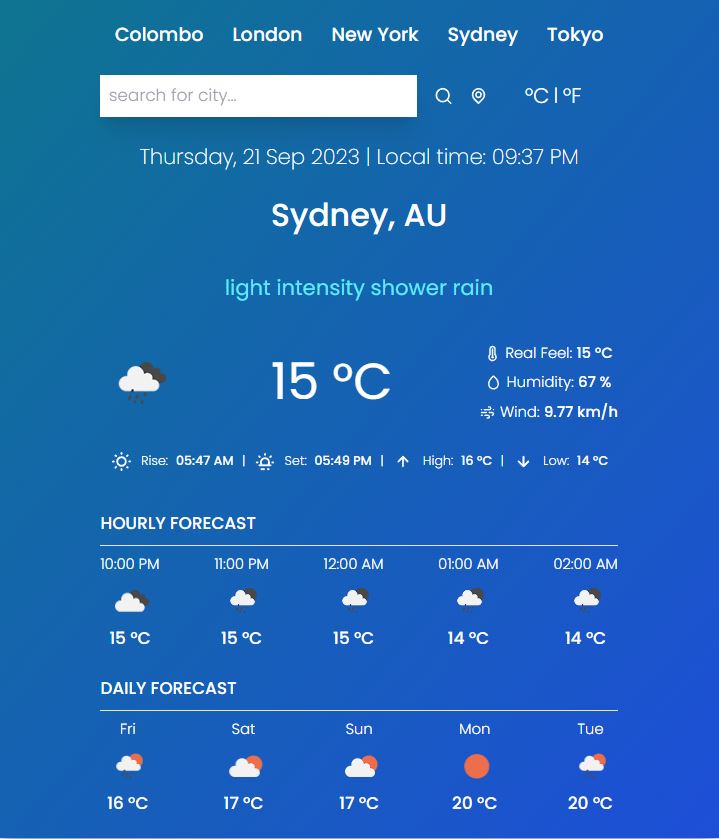 Colombo London New York Sydney Tokyo
search for city... °C | °F
Thursday, 21 Sep 2023 | Local time: 09:37 PM
Sydney, AU
light intensity shower rain
15 °C
Real Feel: 15 °C
Humidity: 67 %
Wind: 9.77 km/h
Rise: 05:47 AM | Set: 05:49 PM | High: 16 °C | Low: 14 °C
HOURLY FORECAST
10:00 PM 11:00 PM 12:00 AM 01:00 AM 02:00 AM
15 °C 15 °C 15 °C 14 °C 14 °C
DAILY FORECAST
Fri Sat Sun Mon Tue
16 °C 17 °C 17 °C 20 °C 20 °C